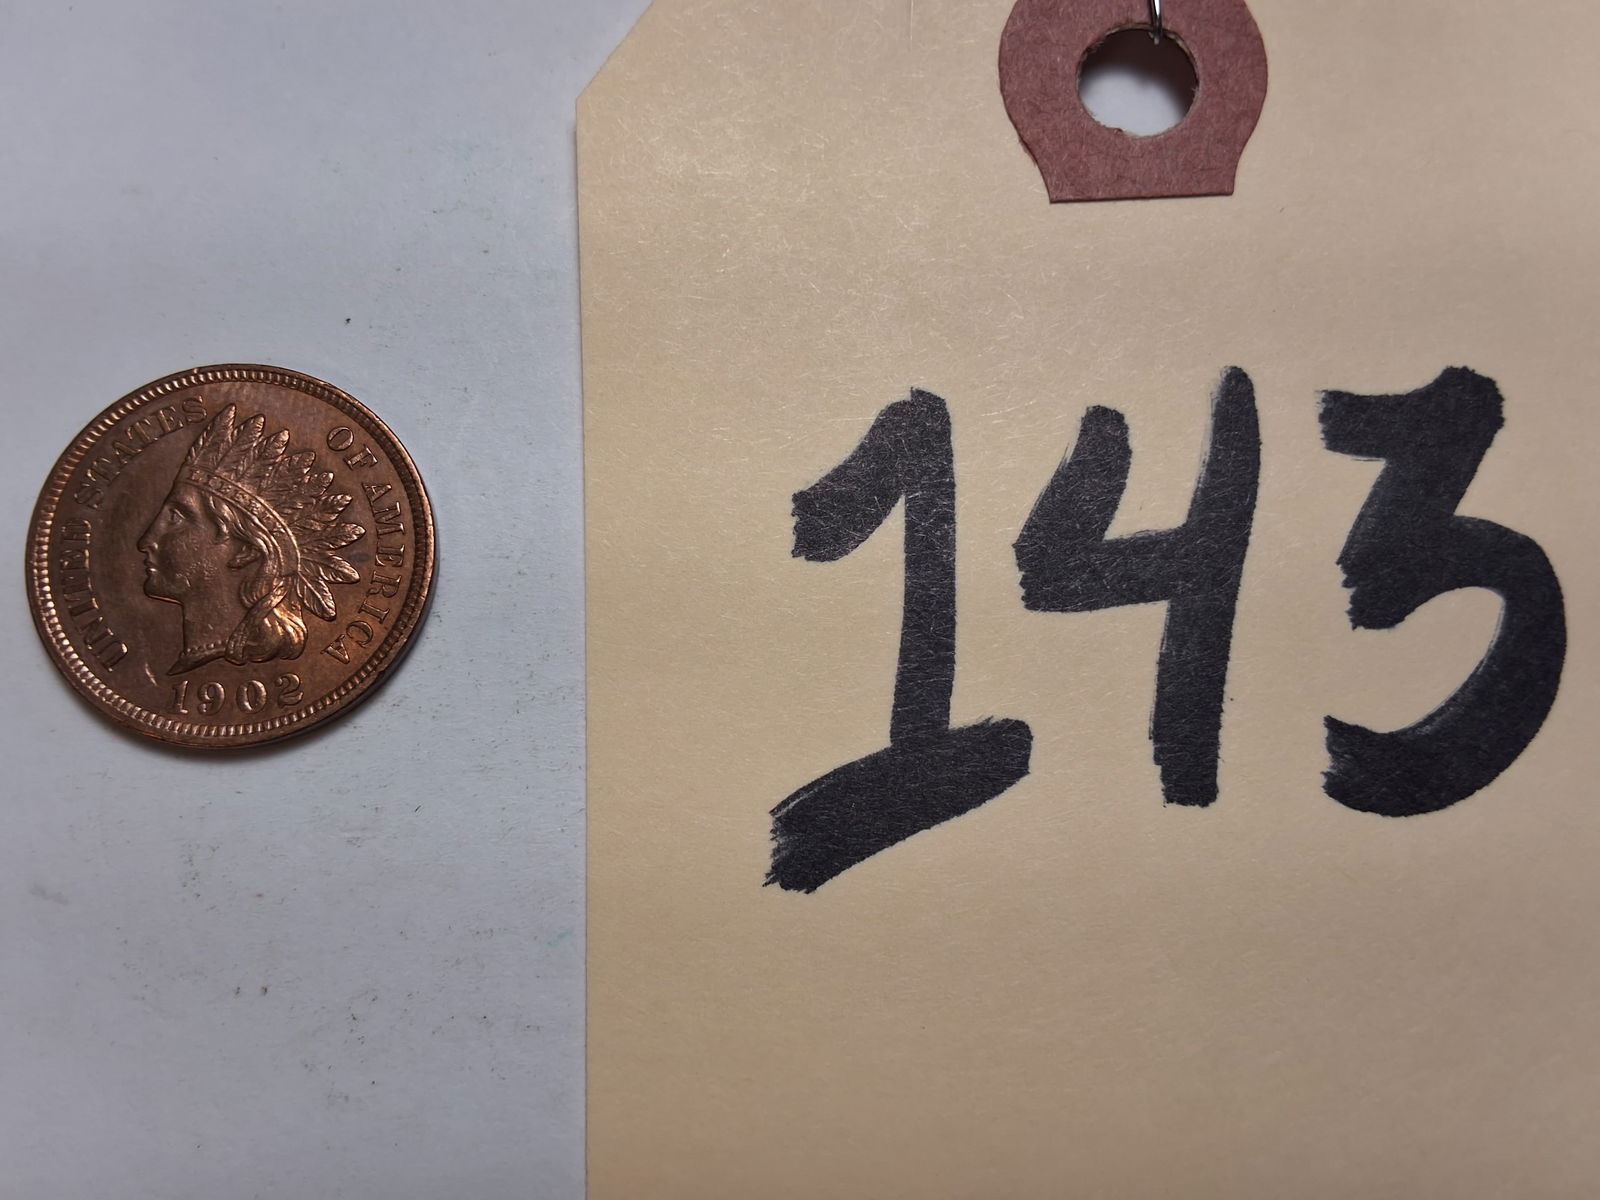 UNITED STATES OF AMERICA
1902
143